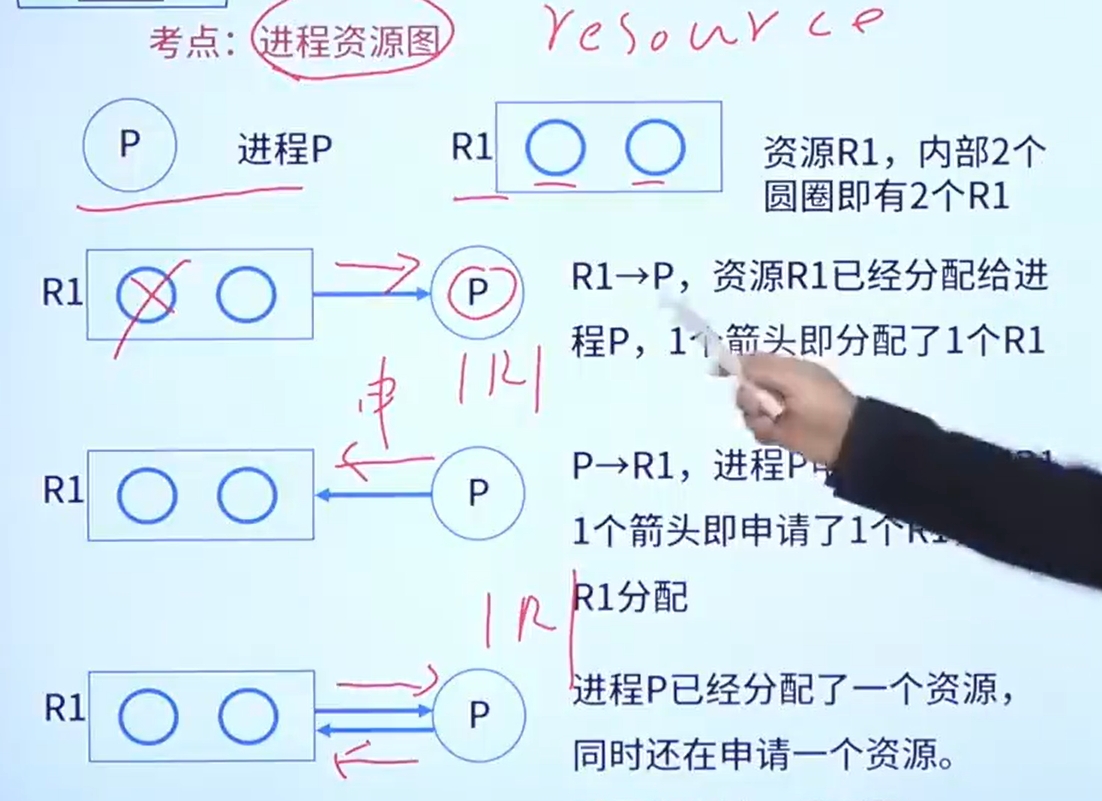 考点：进程资源图
resource
P
进程P
R1
资源R1，内部2个
圆圈即有2个R1
R1
P
R1→P，资源R1已经分配给进
程P，1个箭头即分配了1个R1
1R1
申
R1
P
P→R1，进程P
1个箭头即申请了1个R1
R1分配
1R1
R1
P
进程P已经分配了一个资源，
同时还在申请一个资源。